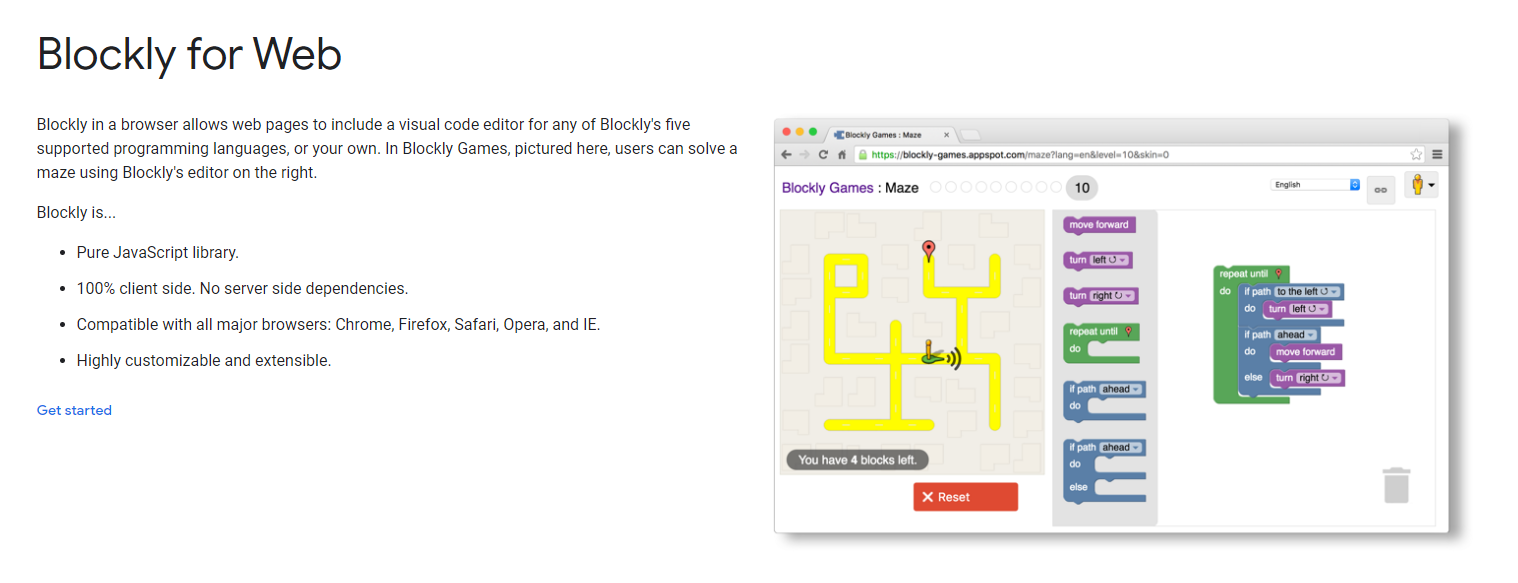 Blockly for Web
Blockly in a browser allows web pages to include a visual code editor for any of Blockly's five
supported programming languages, or your own. In Blockly Games, pictured here, users can solve a
maze using Blockly's editor on the right.
Blockly is...
• Pure JavaScript library.
• 100% client side. No server side dependencies.
• Compatible with all major browsers: Chrome, Firefox, Safari, Opera, and IE.
• Highly customizable and extensible.
Get started
Blockly Games : Maze
https://blockly-games.appspot.com/maze?lang=en&level=10&skin=0
Blockly Games : Maze 10
English
You have 4 blocks left.
Reset
move forward
turn left
turn right
repeat until
do
if path ahead
do
if path ahead
do
else
repeat until
do if path to the left
do turn left
if path ahead
do move forward
else turn right